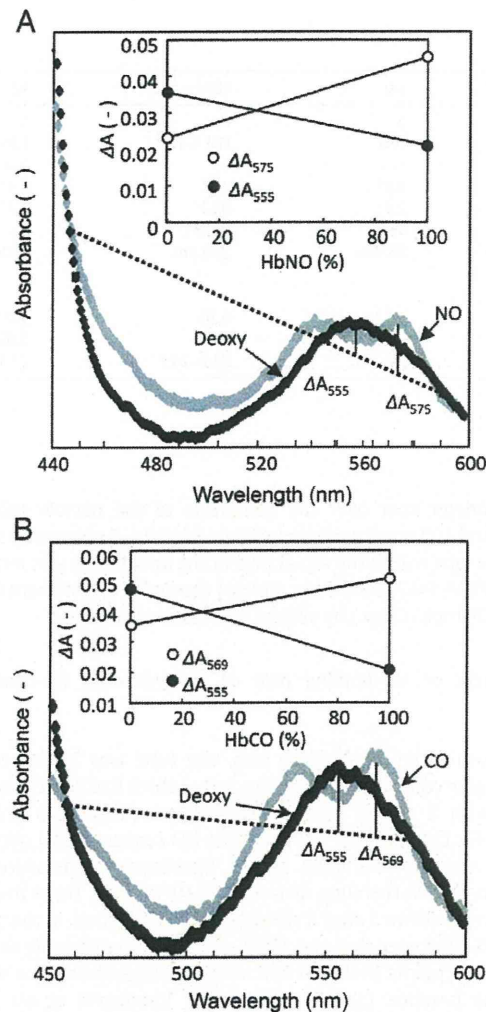 A
0.05
0.04
0.03
0.02
0.01
0
ΔA (-)
ΔA575
ΔA555
0 20 40 60 80 100
HbNO (%)
Absorbance (-)
NO
Deoxy
ΔA555
ΔA575
440 480 520 560 600
Wavelength (nm)
B
0.06
0.05
0.04
0.03
0.02
0.01
ΔA (-)
ΔA569
ΔA555
0 20 40 60 80 100
HbCO (%)
Absorbance (-)
CO
Deoxy
ΔA555
ΔA569
450 500 550 600
Wavelength (nm)